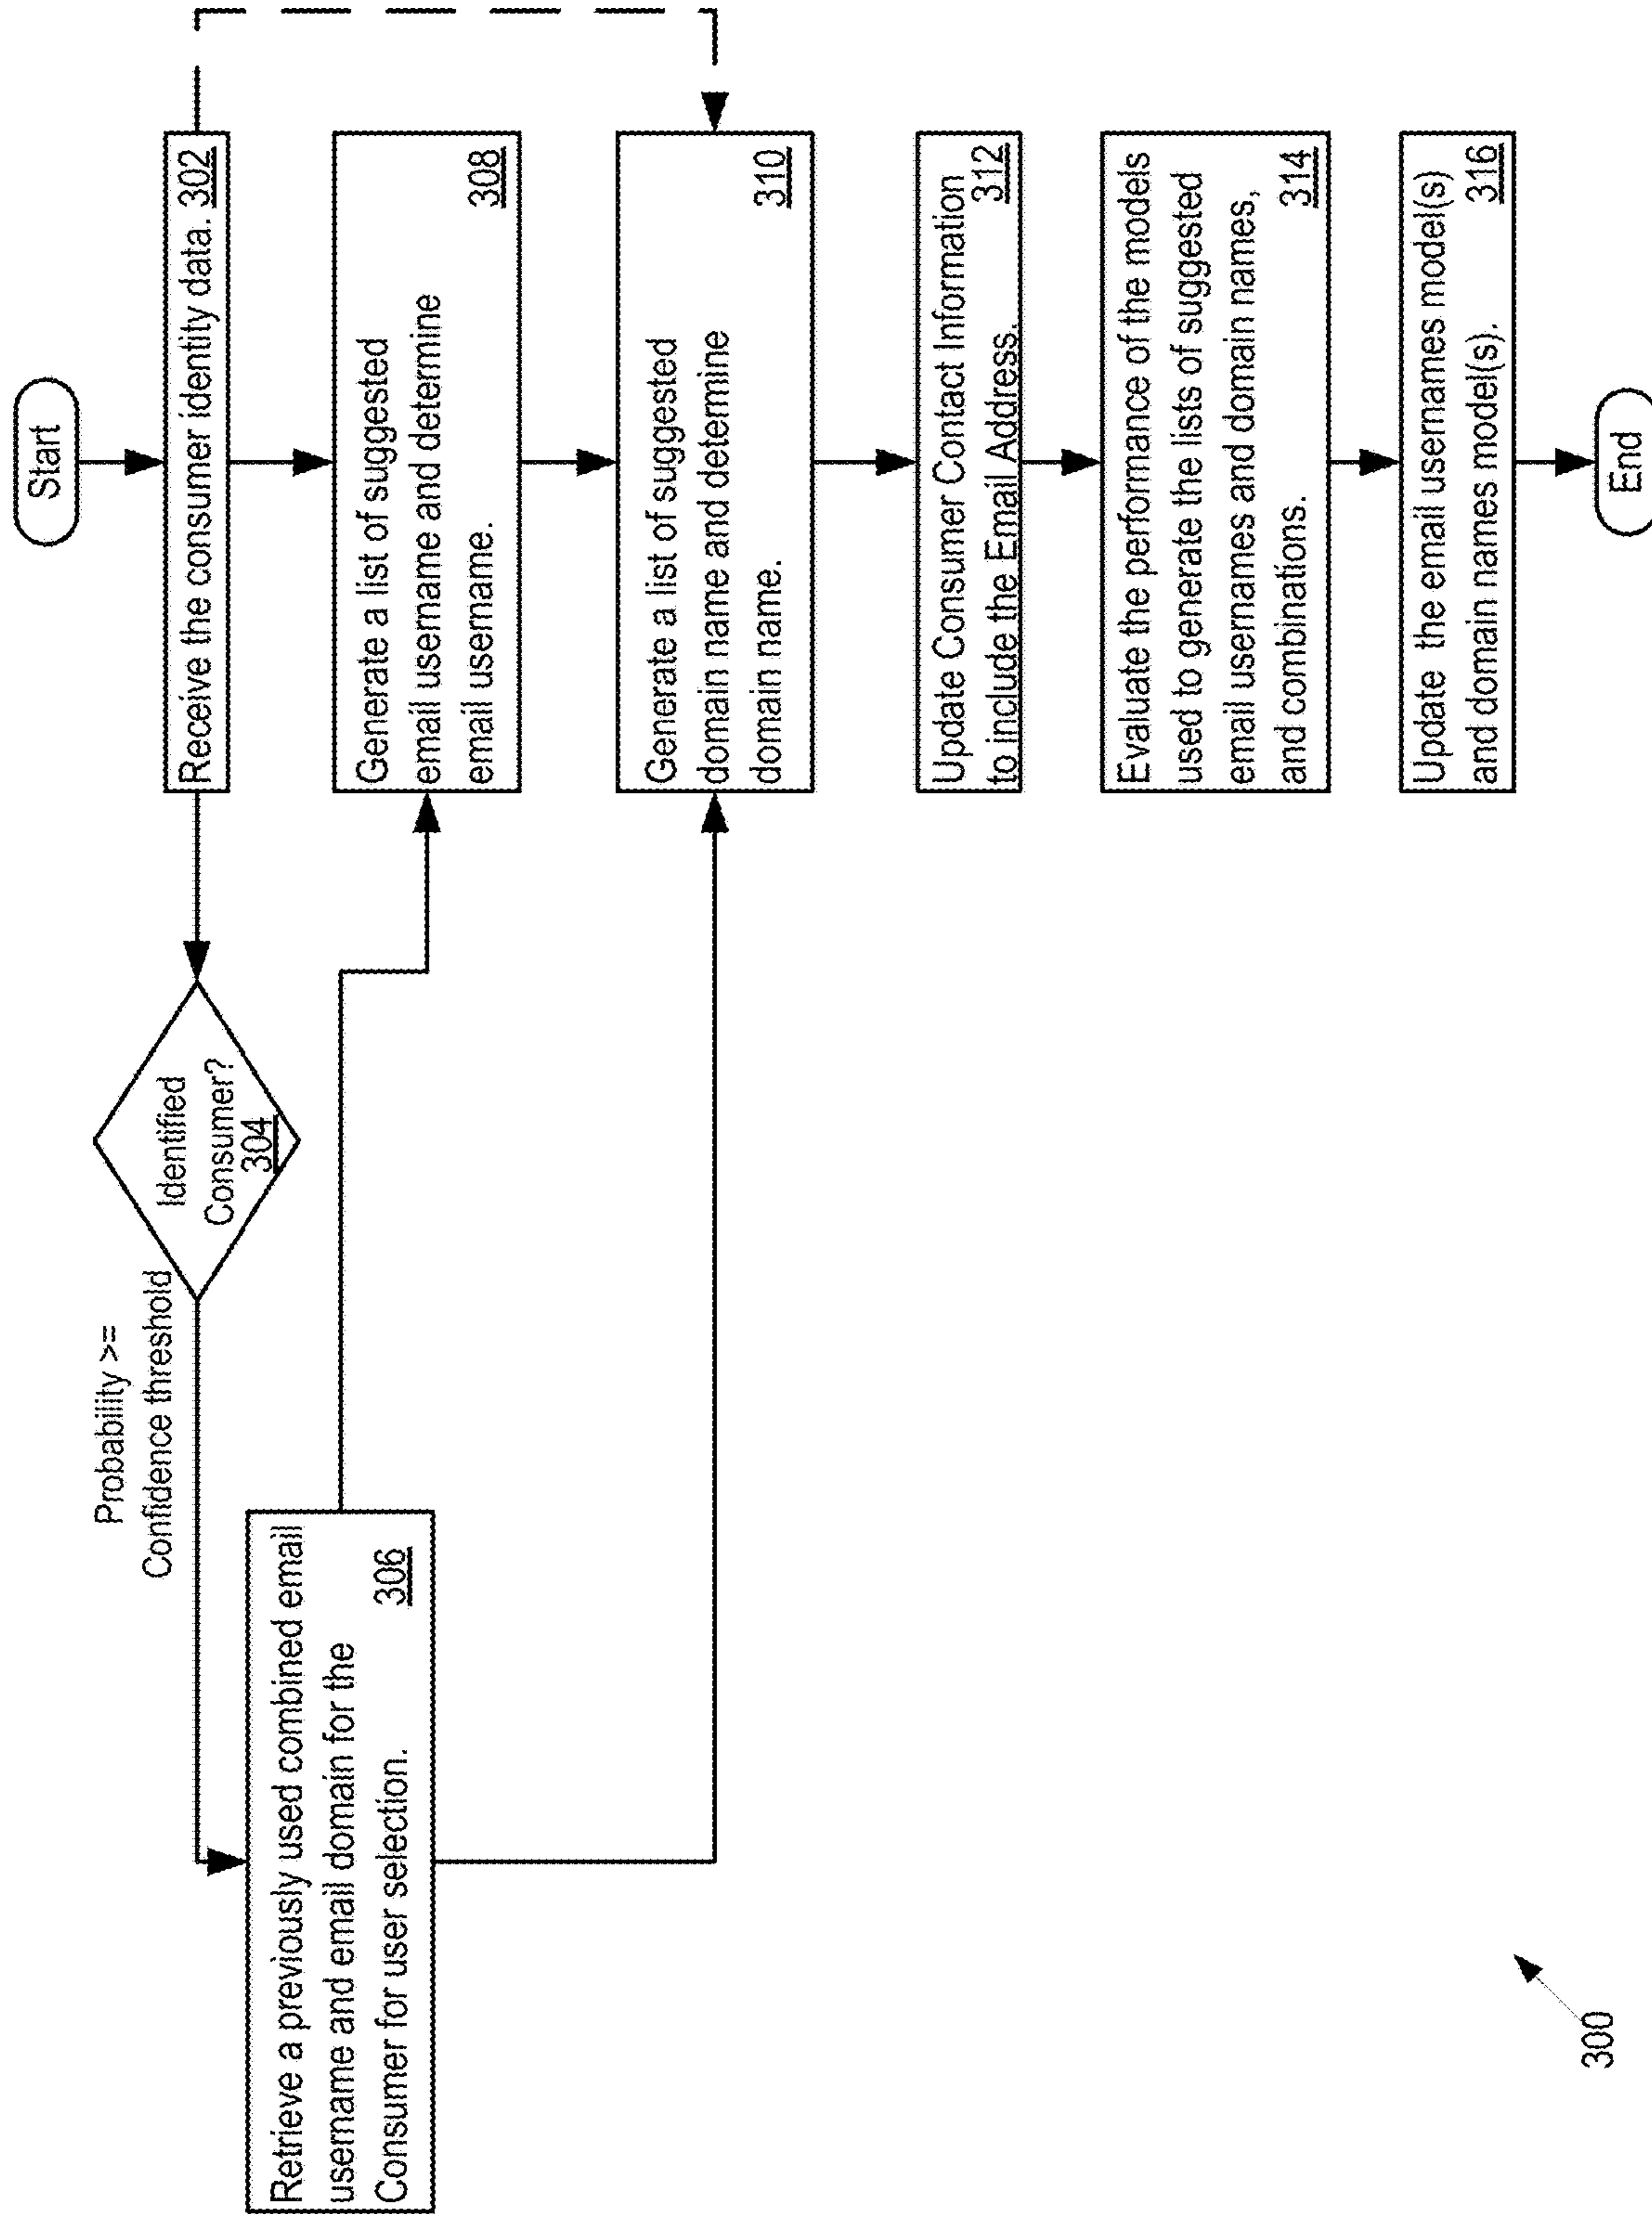 Start
Receive the consumer identity data. 302
Identified
Consumer?
304
Probability >=
Confidence threshold
Retrieve a previously used combined email
username and email domain for the
Consumer for user selection.
306
Generate a list of suggested
email username and determine
email username.
308
Generate a list of suggested
domain name and determine
domain name.
310
Update Consumer Contact Information
to include the Email Address.
312
Evaluate the performance of the models
used to generate the lists of suggested
email usernames and domain names,
and combinations.
314
Update the email usernames model(s)
and domain names model(s).
316
End
300